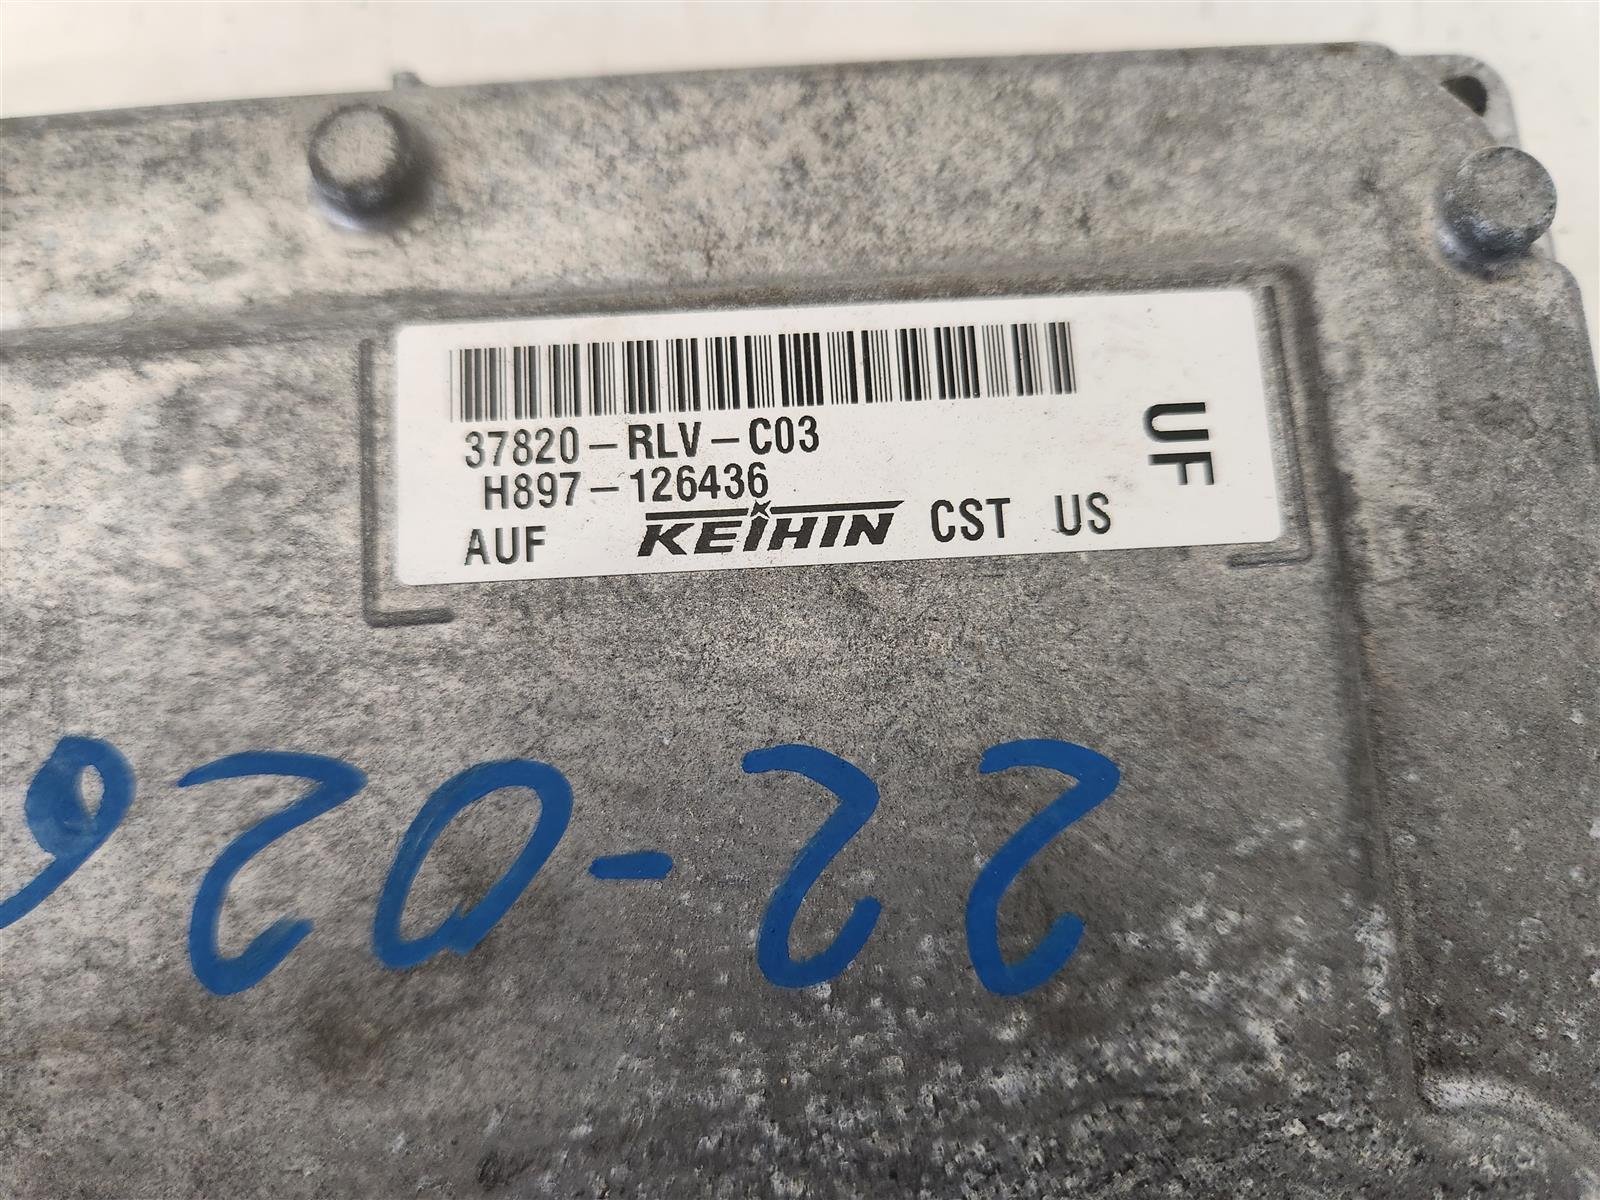 37820-RLV-C03
H897-126436
AUF KEIHIN CST US
UF
22-026